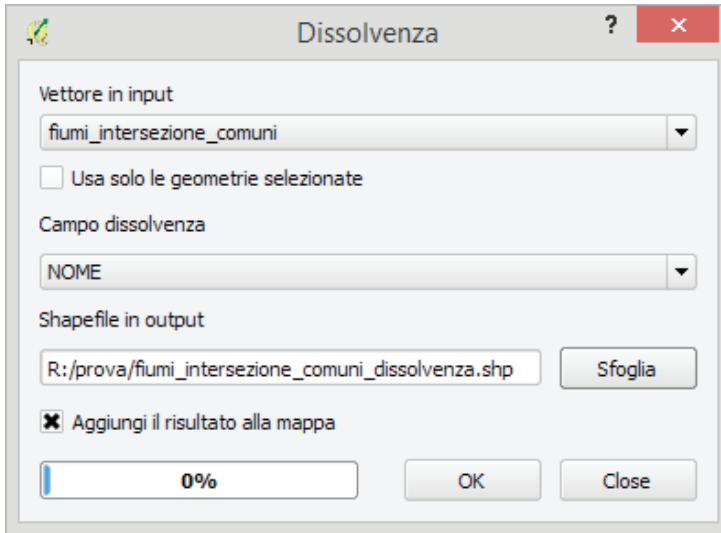 Dissolvenza
?
Vettore in input
fiumi_intersezione_comuni
Usa solo le geometrie selezionate
Campo dissolvenza
NOME
Shapefile in output
R:/prova/fiumi_intersezione_comuni_dissolvenza.shp
Sfoglia
Aggiungi il risultato alla mappa
0%
OK
Close